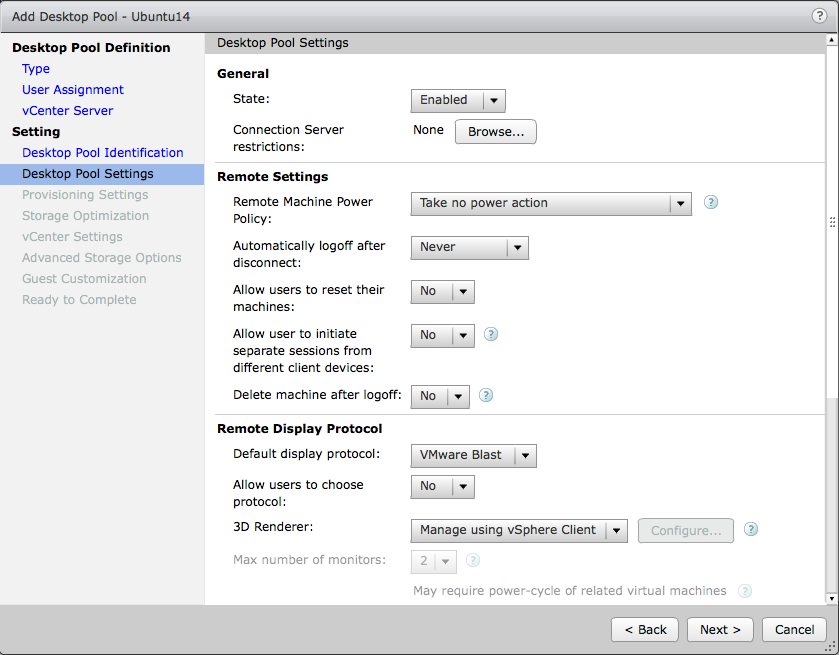 Add Desktop Pool - Ubuntu14
?
Desktop Pool Definition
Type
User Assignment
vCenter Server
Setting
Desktop Pool Identification
Desktop Pool Settings
Provisioning Settings
Storage Optimization
vCenter Settings
Advanced Storage Options
Guest Customization
Ready to Complete
Desktop Pool Settings
General
State:
Enabled
Connection Server
restrictions:
None
Browse...
Remote Settings
Remote Machine Power
Policy:
Take no power action
?
Automatically logoff after
disconnect:
Never
Allow users to reset their
machines:
No
Allow user to initiate
separate sessions from
different client devices:
No
?
Delete machine after logoff:
No
?
Remote Display Protocol
Default display protocol:
VMware Blast
Allow users to choose
protocol:
No
3D Renderer:
Manage using vSphere Client
Configure...
?
Max number of monitors:
2
?
May require power-cycle of related virtual machines
?
< Back
Next >
Cancel